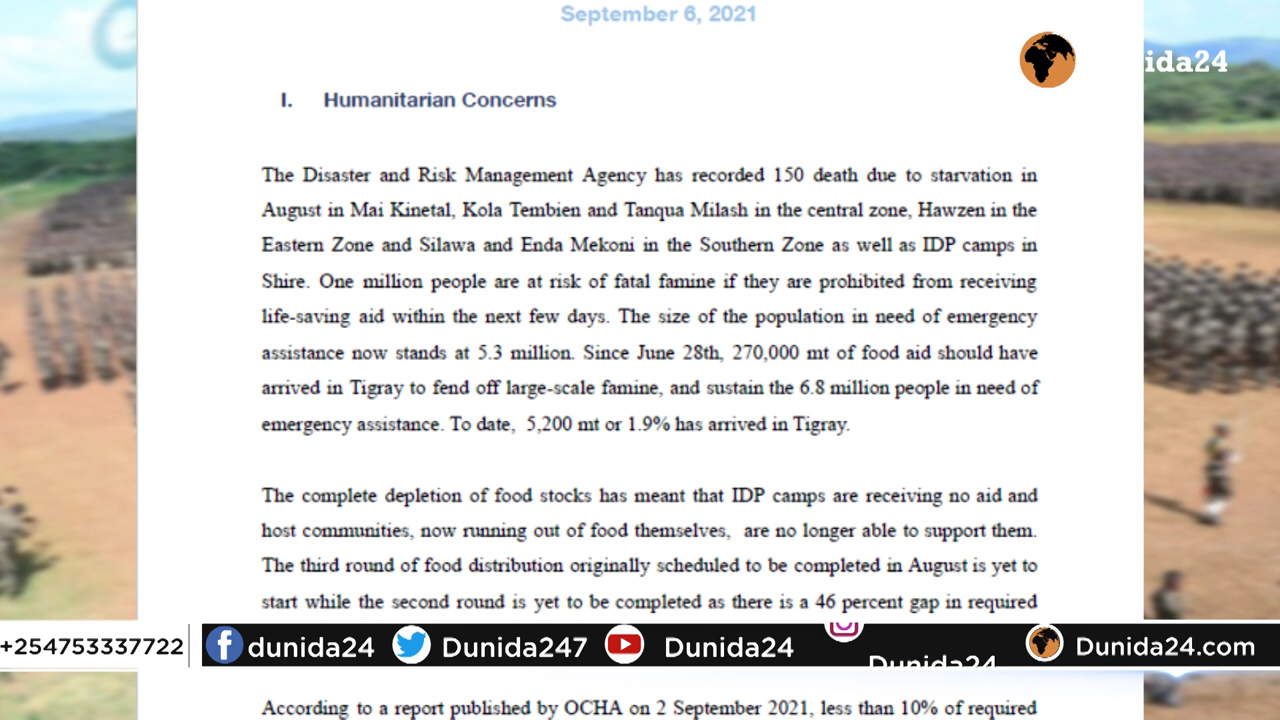 September 6, 2021
ida24
I. Humanitarian Concerns
The Disaster and Risk Management Agency has recorded 150 death due to starvation in
August in Mai Kinetal, Kola Tembien and Tanqua Milash in the central zone, Hawzen in the
Eastern Zone and Silawa and Enda Mekoni in the Southern Zone as well as IDP camps in
Shire. One million people are at risk of fatal famine if they are prohibited from receiving
life-saving aid within the next few days. The size of the population in need of emergency
assistance now stands at 5.3 million. Since June 28th, 270,000 mt of food aid should have
arrived in Tigray to fend off large-scale famine, and sustain the 6.8 million people in need of
emergency assistance. To date, 5,200 mt or 1.9% has arrived in Tigray.
The complete depletion of food stocks has meant that IDP camps are receiving no aid and
host communities, now running out of food themselves, are no longer able to support them.
The third round of food distribution originally scheduled to be completed in August is yet to
start while the second round is yet to be completed as there is a 46 percent gap in required
+254753337722 dunida24 Dunida247 Dunida24 Dunida24 Dunida24.com
According to a report published by OCHA on 2 September 2021, less than 10% of required